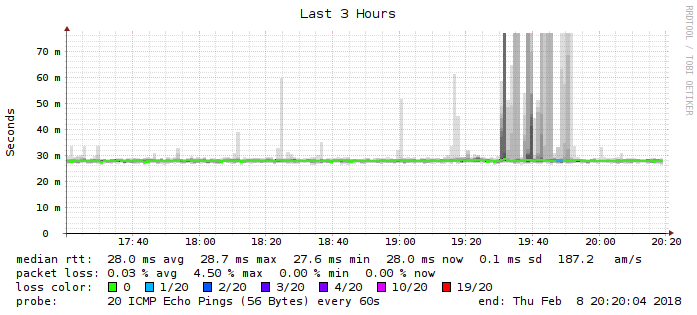 Last 3 Hours
RRDTOOL / TOBI OETIKER
Seconds
70 m
60 m
50 m
40 m
30 m
20 m
10 m
0
17:40 18:00 18:20 18:40 19:00 19:20 19:40 20:00 20:20
median rtt: 28.0 ms avg 28.7 ms max 27.6 ms min 28.0 ms now 0.1 ms sd 187.2 am/s
packet loss: 0.03 % avg 4.50 % max 0.00 % min 0.00 % now
loss color: 0 1/20 2/20 3/20 4/20 10/20 19/20
probe: 20 ICMP Echo Pings (56 Bytes) every 60s end: Thu Feb 8 20:20:04 2018